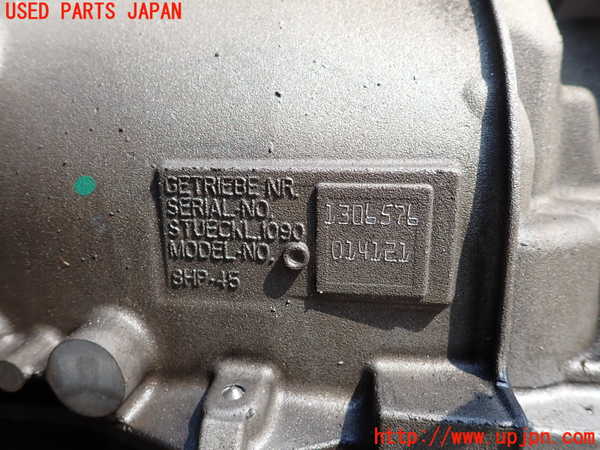 USED PARTS JAPAN
GETRIEBE-NR.
SERIAL-NO.
STUECKL.1090
MODEL-NO.
8HP-45
1306576
014121
http://www.upjpn.com